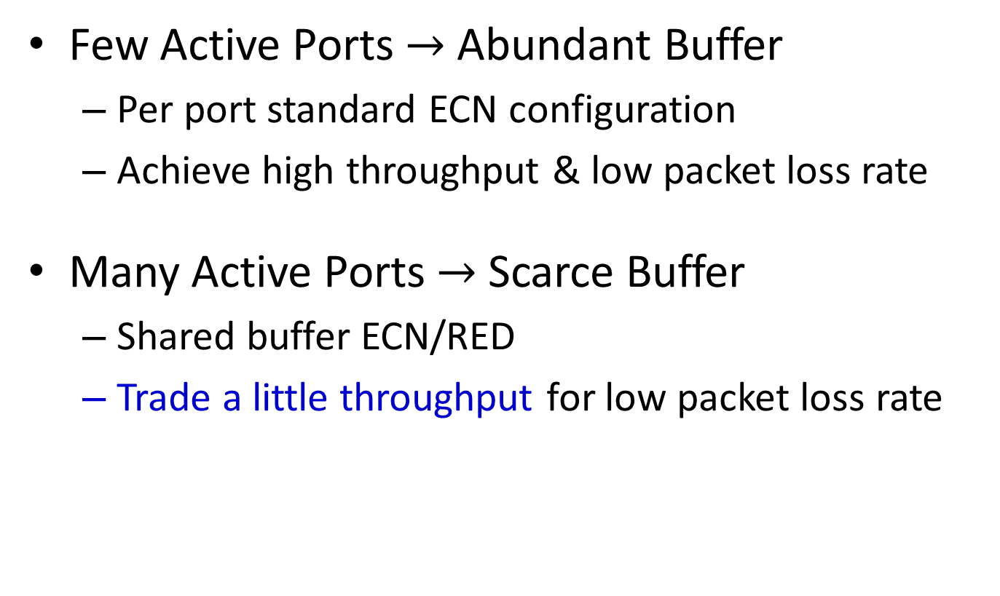 • Few Active Ports → Abundant Buffer
– Per port standard ECN configuration
– Achieve high throughput & low packet loss rate
• Many Active Ports → Scarce Buffer
– Shared buffer ECN/RED
– Trade a little throughput for low packet loss rate